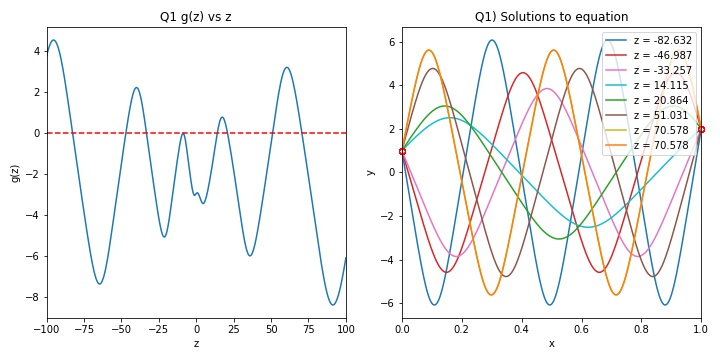 Q1 g(z) vs z
g(z)
4
2
0
−2
−4
−6
−8
−100
−75
−50
−25
0
25
50
75
100
z
Q1) Solutions to equation
y
6
4
2
0
−2
−4
−6
0.0
0.2
0.4
0.6
0.8
1.0
x
z = -82.632
z = -46.987
z = -33.257
z = 14.115
z = 20.864
z = 51.031
z = 70.578
z = 70.578